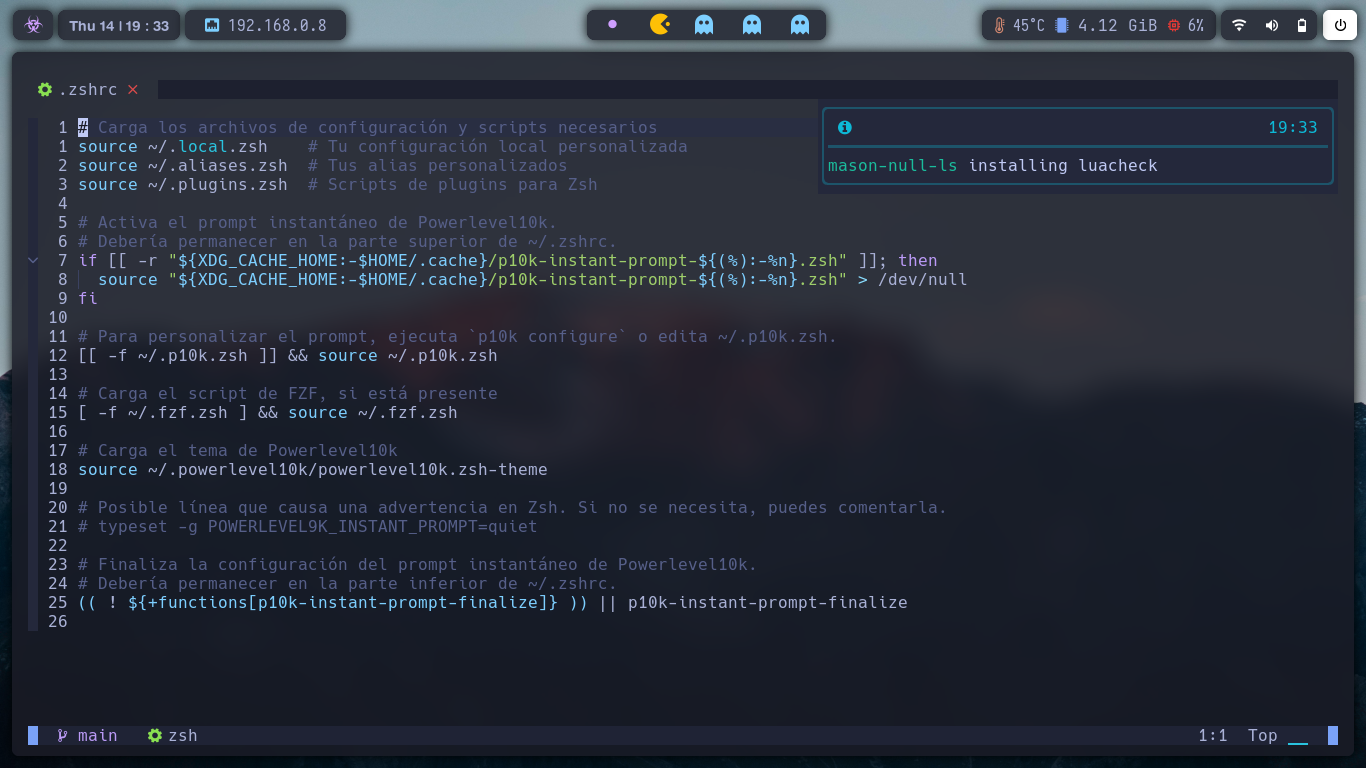 Thu 14 | 19 : 33
192.168.0.8
45°C
4.12 GiB
6%
.zshrc
19:33
mason-null-ls installing luacheck
1 # Carga los archivos de configuración y scripts necesarios
1 source ~/.local.zsh    # Tu configuración local personalizada
2 source ~/.aliases.zsh  # Tus alias personalizados
3 source ~/.plugins.zsh  # Scripts de plugins para Zsh
4
5 # Activa el prompt instantáneo de Powerlevel10k.
6 # Debería permanecer en la parte superior de ~/.zshrc.
7 if [[ -r "${XDG_CACHE_HOME:-$HOME/.cache}/p10k-instant-prompt-${(%):-%n}.zsh" ]]; then
8   source "${XDG_CACHE_HOME:-$HOME/.cache}/p10k-instant-prompt-${(%):-%n}.zsh" > /dev/null
9 fi
10
11 # Para personalizar el prompt, ejecuta `p10k configure` o edita ~/.p10k.zsh.
12 [[ -f ~/.p10k.zsh ]] && source ~/.p10k.zsh
13
14 # Carga el script de FZF, si está presente
15 [ -f ~/.fzf.zsh ] && source ~/.fzf.zsh
16
17 # Carga el tema de Powerlevel10k
18 source ~/.powerlevel10k/powerlevel10k.zsh-theme
19
20 # Posible línea que causa una advertencia en Zsh. Si no se necesita, puedes comentarla.
21 # typeset -g POWERLEVEL9K_INSTANT_PROMPT=quiet
22
23 # Finaliza la configuración del prompt instantáneo de Powerlevel10k.
24 # Debería permanecer en la parte inferior de ~/.zshrc.
25 (( ! ${+functions[p10k-instant-prompt-finalize]} )) || p10k-instant-prompt-finalize
26
main
zsh
1:1
Top